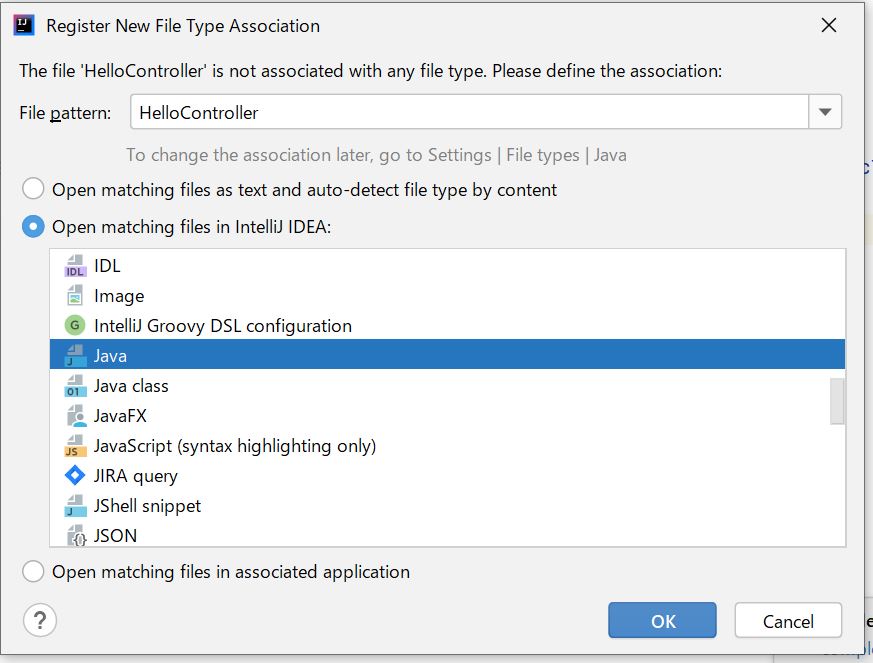 Register New File Type Association
The file 'HelloController' is not associated with any file type. Please define the association:
File pattern: HelloController
To change the association later, go to Settings | File types | Java
Open matching files as text and auto-detect file type by content
Open matching files in IntelliJ IDEA:
IDL IDL
Image
G IntelliJ Groovy DSL configuration
J Java
01 Java class
JavaFX
JS JavaScript (syntax highlighting only)
JIRA query
J JShell snippet
{} JSON
Open matching files in associated application
? OK Cancel